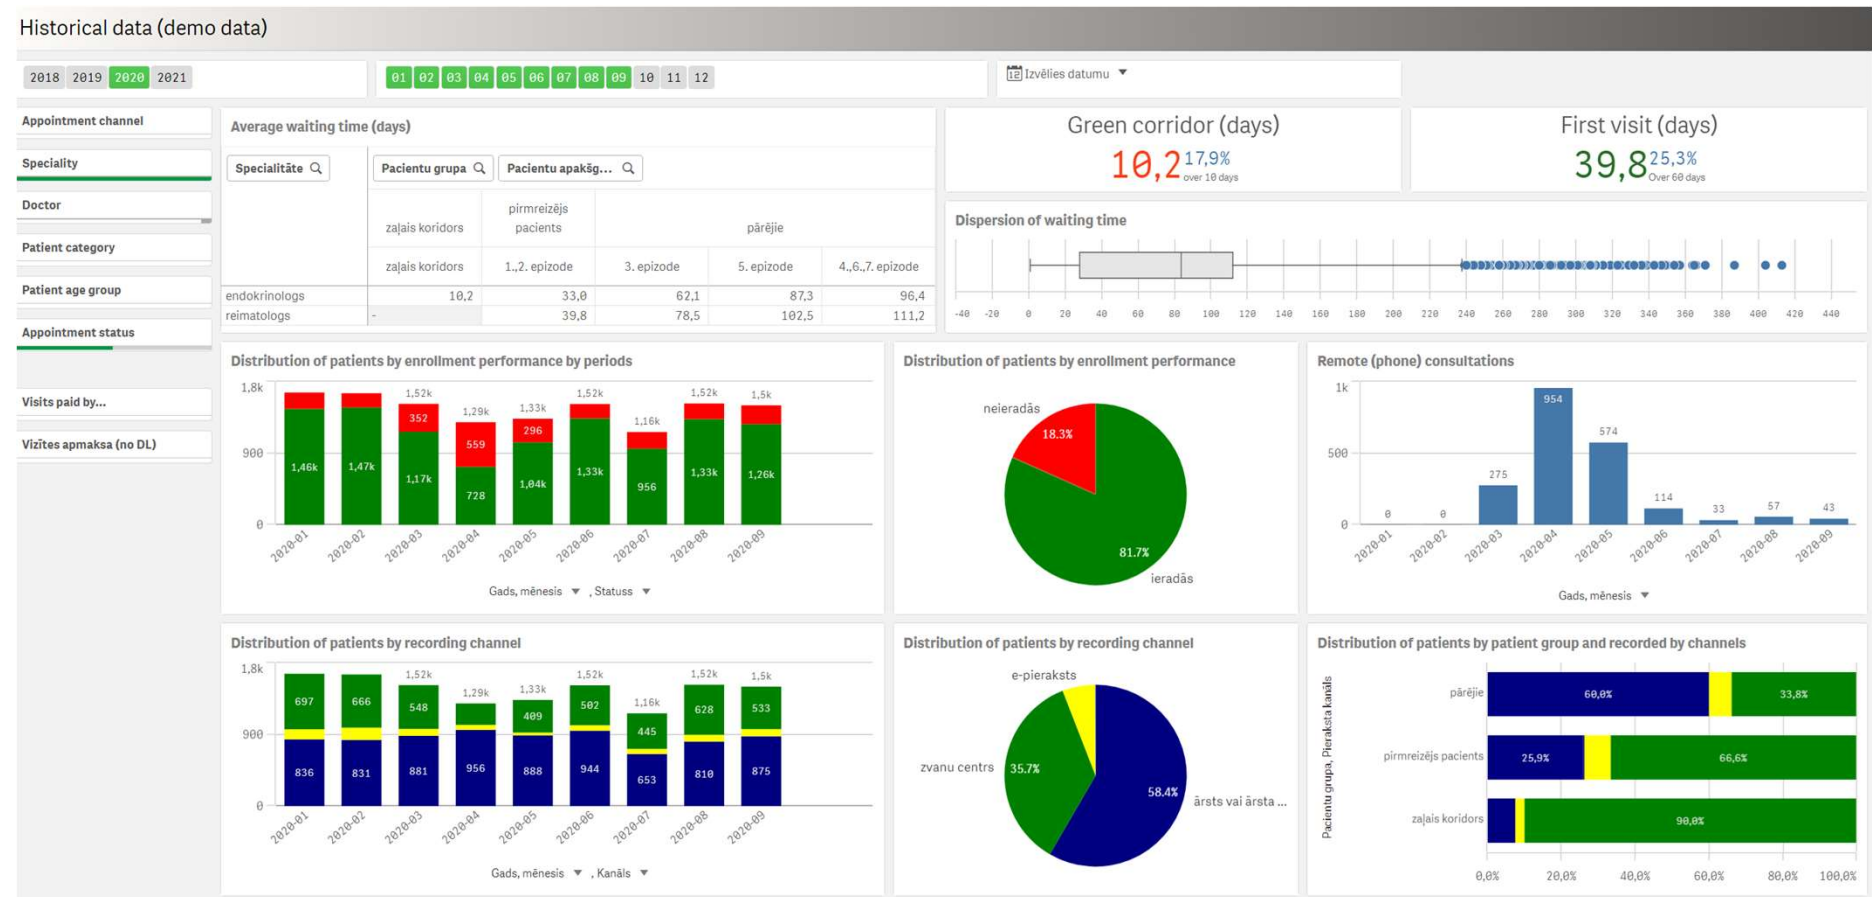 Historical data (demo data)
2018 2019 2020 2021
01 02 03 04 05 06 07 08 09 10 11 12
12 Izvēlies datumu
Appointment channel
Speciality
Doctor
Patient category
Patient age group
Appointment status
Visits paid by...
Vizītes apmaksa (no DL)
Average waiting time (days)
Specialitāte
Pacientu grupa
Pacientu apakšg...
zaļais koridors
pirmreizējs
pacients
pārējie
zaļais koridors 1.,2. epizode 3. epizode 5. epizode 4.,6.,7. epizode
endokrinologs 10,2 33,0 62,1 87,3 96,4
reimatologs - 39,8 78,5 102,5 111,2
Green corridor (days)
10,2 17,9%
over 10 days
First visit (days)
39,8 25,3%
Over 60 days
Dispersion of waiting time
-40 -20 0 20 40 60 80 100 120 140 160 180 200 220 240 260 280 300 320 340 360 380 400 420 440
Distribution of patients by enrollment performance by periods
1,8k
900
0
1,52k 1,29k 1,33k 1,52k 1,16k 1,52k 1,5k
352 559 296
1,46k 1,47k 1,17k 728 1,04k 1,33k 956 1,33k 1,26k
2020-01 2020-02 2020-03 2020-04 2020-05 2020-06 2020-07 2020-08 2020-09
Gads, mēnesis , Statuss
Distribution of patients by enrollment performance
neieradās
18.3%
81.7%
ieradās
Remote (phone) consultations
1k
500
0
0 0 275 954 574 114 33 57 43
2020-01 2020-02 2020-03 2020-04 2020-05 2020-06 2020-07 2020-08 2020-09
Gads, mēnesis
Distribution of patients by recording channel
1,8k
900
0
1,52k 1,29k 1,33k 1,52k 1,16k 1,52k 1,5k
697 666 548 409 502 445 628 533
836 831 881 956 888 944 653 810 875
2020-01 2020-02 2020-03 2020-04 2020-05 2020-06 2020-07 2020-08 2020-09
Gads, mēnesis , Kanāls
Distribution of patients by recording channel
e-pieraksts
zvanu centrs
35.7%
58.4%
ārsts vai ārsta ...
Distribution of patients by patient group and recorded by channels
Pacientu grupa, Pieraksta kanāls
pārējie 60,0% 33,8%
pirmreizējs pacients 25,9% 66,6%
zaļais koridors 90,0%
0,0% 20,0% 40,0% 60,0% 80,0% 100,0%